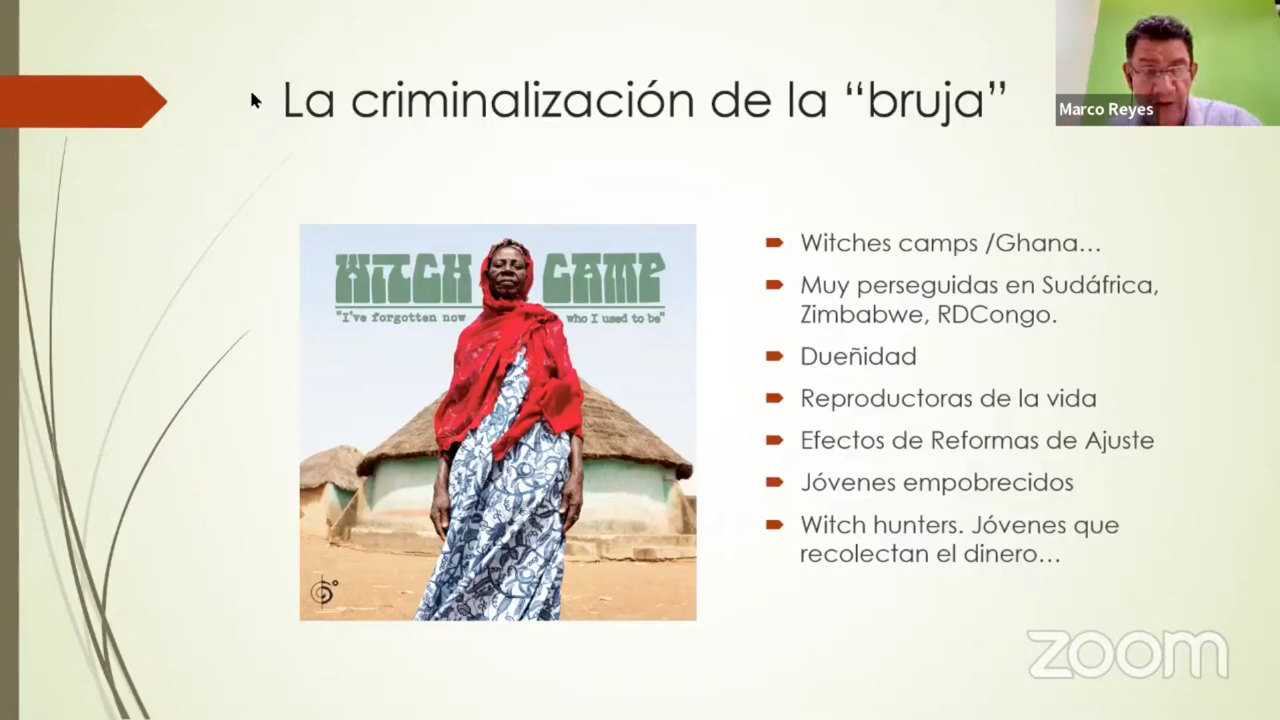 La criminalización de la “bruja”
Marco Reyes
WITCH CAMP
"I've forgotten now who I used to be"
Witches camps /Ghana…
Muy perseguidas en Sudáfrica,
Zimbabwe, RDCongo.
Dueñidad
Reproductoras de la vida
Efectos de Reformas de Ajuste
Jóvenes empobrecidos
Witch hunters. Jóvenes que
recolectan el dinero…
zoom